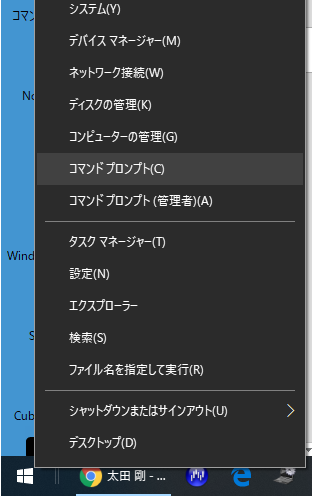 システム(Y)
コマ
デバイス マネージャー(M)
ネットワーク接続(W)
No
ディスクの管理(K)
コンピューターの管理(G)
コマンド プロンプト(C)
コマンド プロンプト (管理者)(A)
タスク マネージャー(T)
Wind
設定(N)
エクスプローラー
S
検索(S)
ファイル名を指定して実行(R)
Cub
シャットダウンまたはサインアウト(U)
デスクトップ(D)
太田 剛 - ...